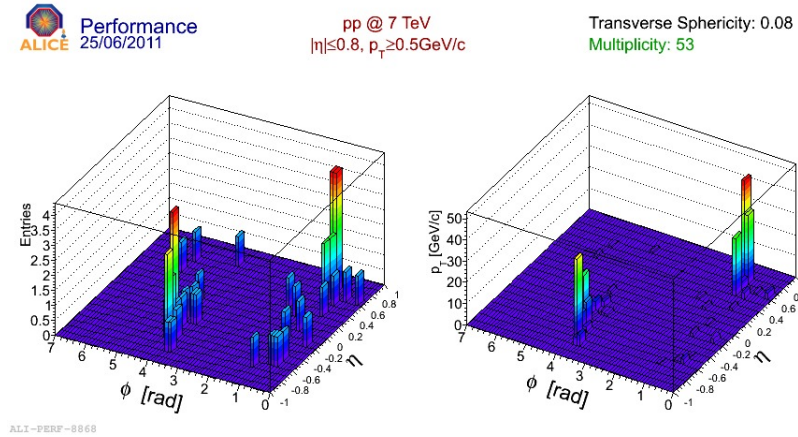 ALICE
Performance
25/06/2011
pp @ 7 TeV
|η|≤0.8, p_T≥0.5GeV/c
Transverse Sphericity: 0.08
Multiplicity: 53
Entries
4
3.5
3
2.5
2
1.5
1
0.5
0
7 6 5 4 3 2 1 0
φ [rad]
-1 -0.8 -0.6 -0.4 -0.2 0 0.2 0.4 0.6 0.8 1
η
p_T [GeV/c]
50
40
30
20
10
0
7 6 5 4 3 2 1 0
φ [rad]
-1 -0.8 -0.6 -0.4 -0.2 0 0.2 0.4 0.6
η
ALI-PERF-8868